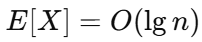 E[X] = O(lg n)